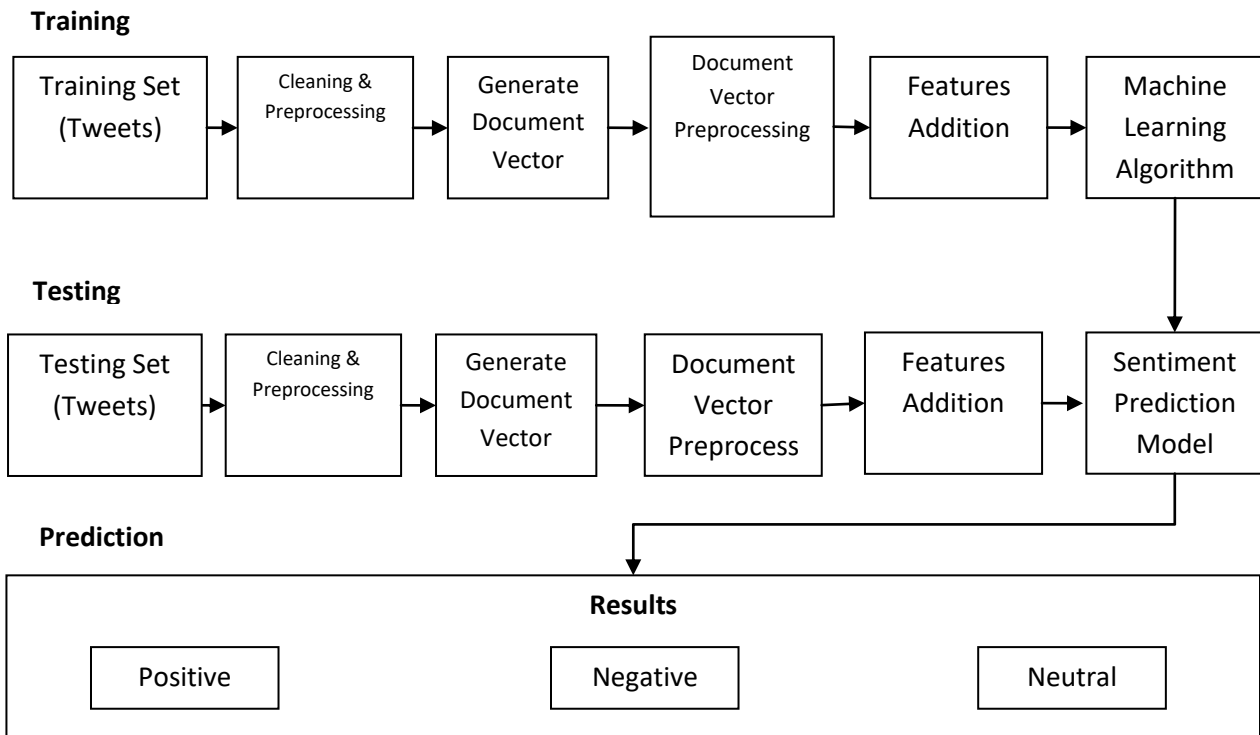 Training
Training Set
(Tweets)
Cleaning &
Preprocessing
Generate
Document
Vector
Document
Vector
Preprocessing
Features
Addition
Machine
Learning
Algorithm
Testing
Testing Set
(Tweets)
Cleaning &
Preprocessing
Generate
Document
Vector
Document
Vector
Preprocess
Features
Addition
Sentiment
Prediction
Model
Prediction
Results
Positive
Negative
Neutral